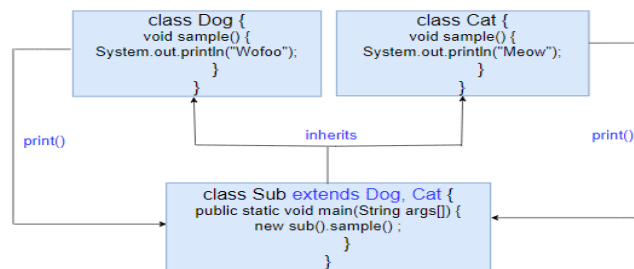 class Dog {
void sample() {
System.out.println("Wofoo");
}
}
class Cat {
void sample() {
System.out.println("Meow");
}
}
print()
inherits
print()
class Sub extends Dog, Cat {
public static void main(String args[]) {
new sub().sample() ;
}
}